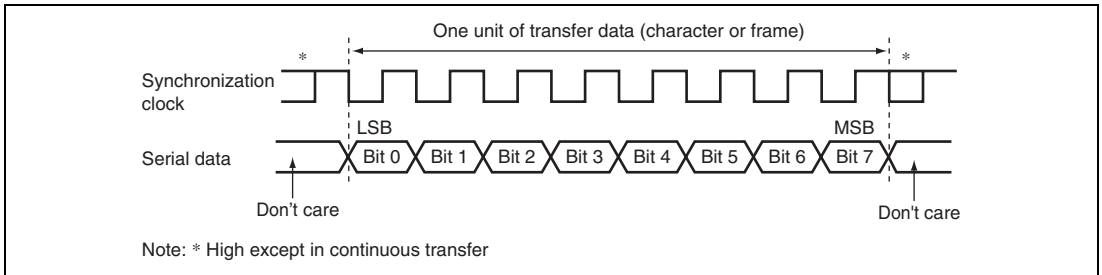 One unit of transfer data (character or frame)
* *
Synchronization
clock
LSB MSB
Serial data Bit 0 Bit 1 Bit 2 Bit 3 Bit 4 Bit 5 Bit 6 Bit 7
Don't care Don't care
Note: * High except in continuous transfer